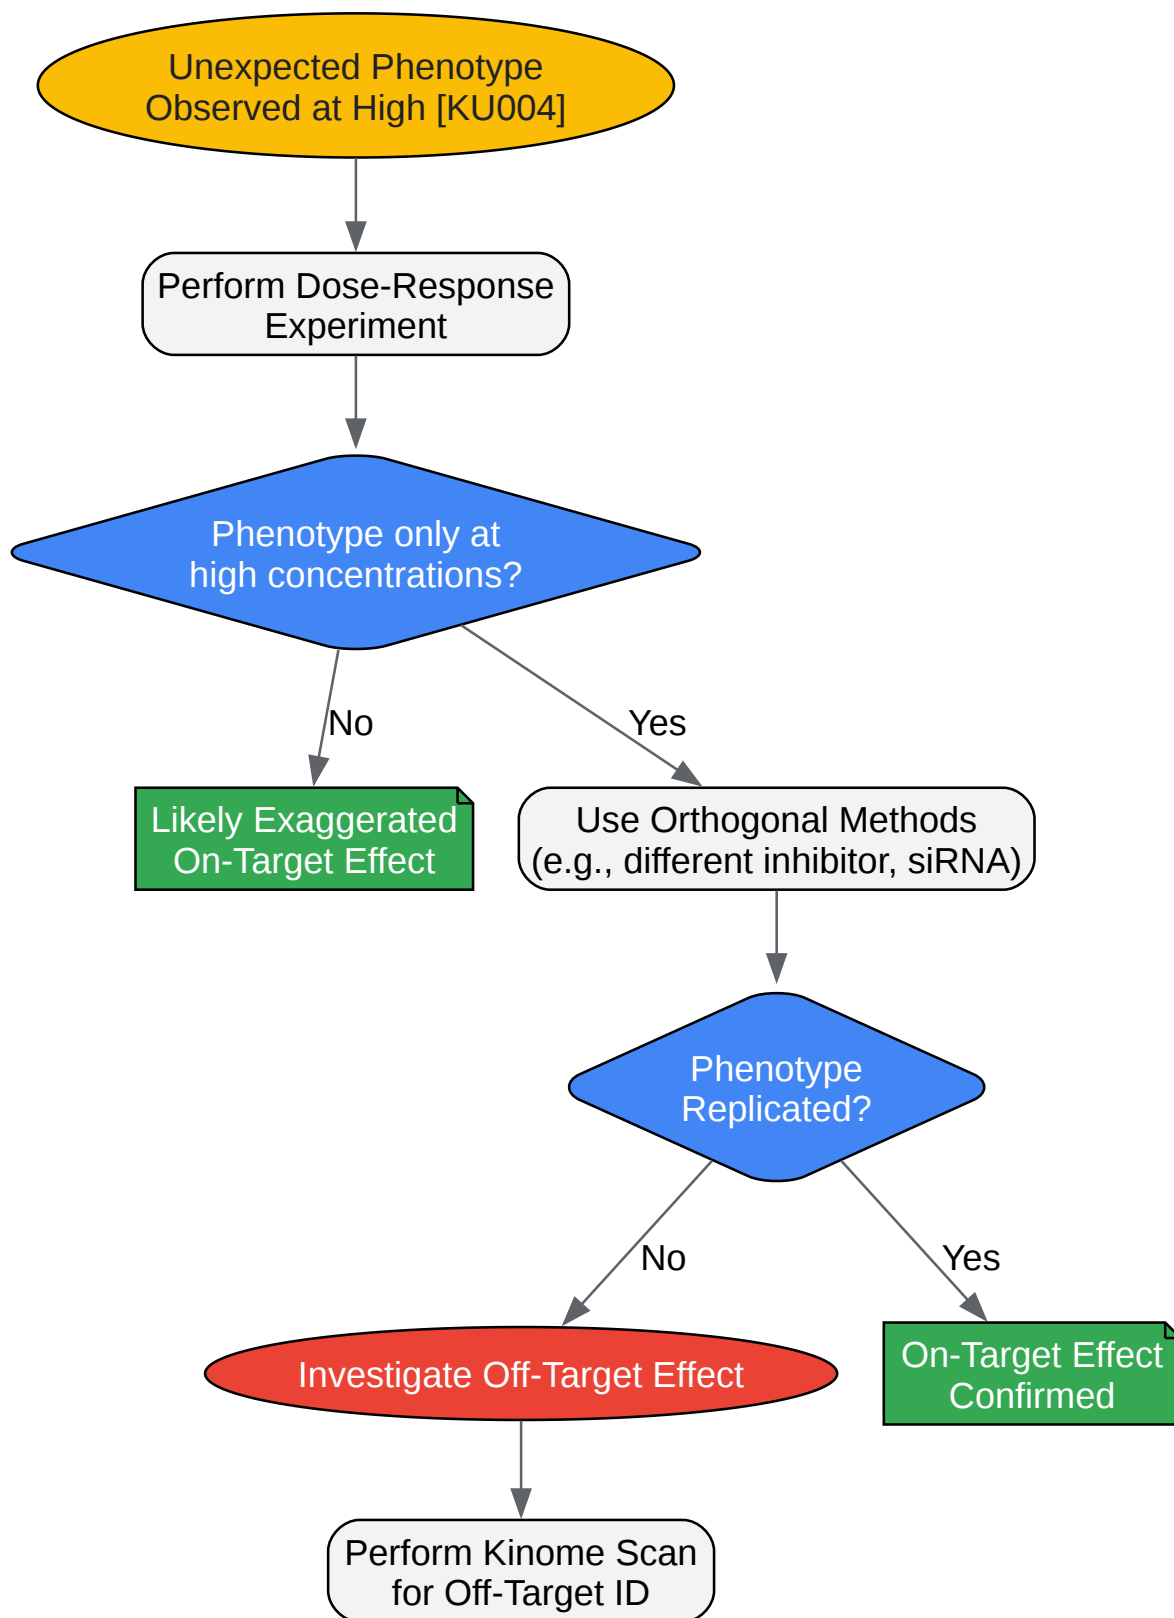 Unexpected Phenotype
Observed at High [KU004]
Perform Dose-Response
Experiment
Phenotype only at
high concentrations?
No
Yes
Likely Exaggerated
On-Target Effect
Use Orthogonal Methods
(e.g., different inhibitor, siRNA)
Phenotype
Replicated?
No
Yes
Investigate Off-Target Effect
On-Target Effect
Confirmed
Perform Kinome Scan
for Off-Target ID